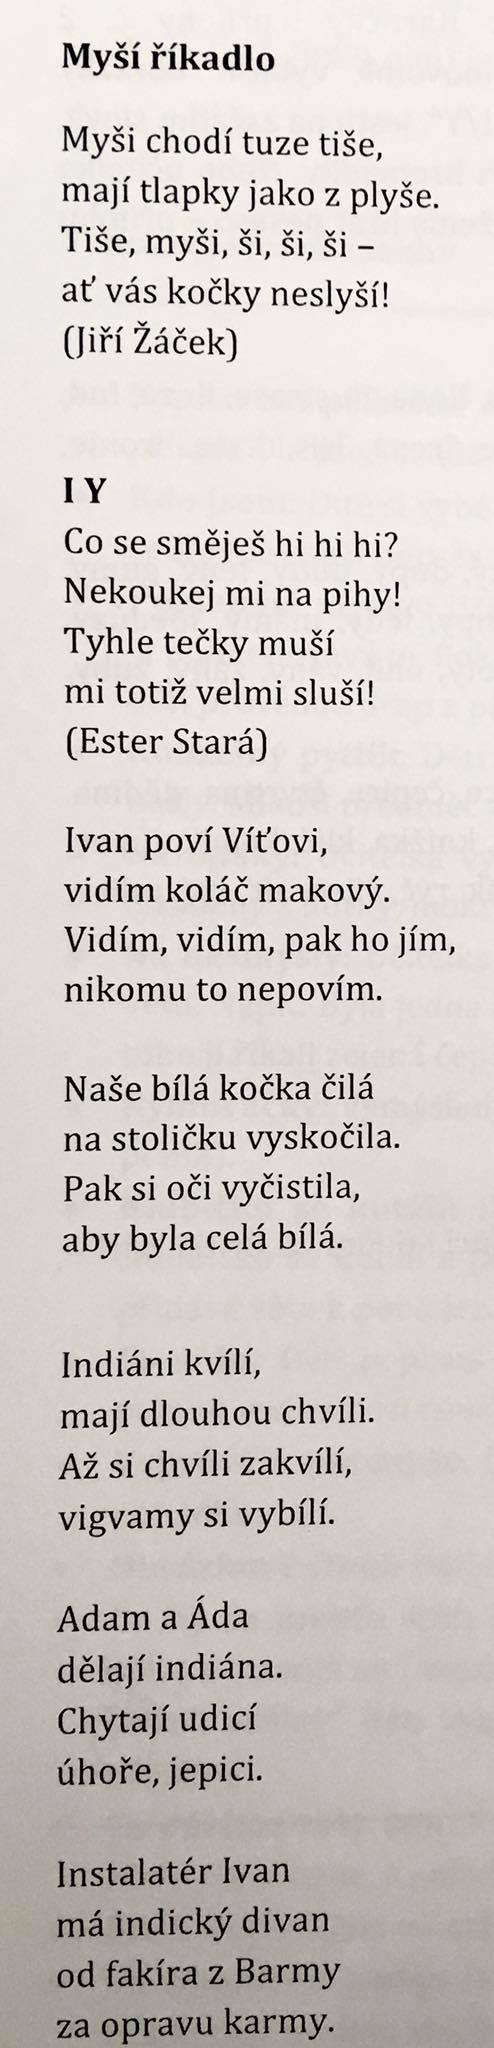 Myší říkadlo
Myši chodí tuze tiše,
mají tlapky jako z plyše.
Tiše, myši, ši, ši, ši –
ať vás kočky neslyší!
(Jiří Žáček)
I Y
Co se směješ hi hi hi?
Nekoukej mi na pihy!
Tyhle tečky muší
mi totiž velmi sluší!
(Ester Stará)
Ivan poví Víťovi,
vidím koláč makový.
Vidím, vidím, pak ho jím,
nikomu to nepovím.
Naše bílá kočka čilá
na stoličku vyskočila.
Pak si oči vyčistila,
aby byla celá bílá.
Indiáni kvílí,
mají dlouhou chvíli.
Až si chvíli zakvílí,
vigvamy si vybílí.
Adam a Áda
dělají indiána.
Chytají udicí
úhoře, jepici.
Instalatér Ivan
má indický divan
od fakíra z Barmy
za opravu karmy.